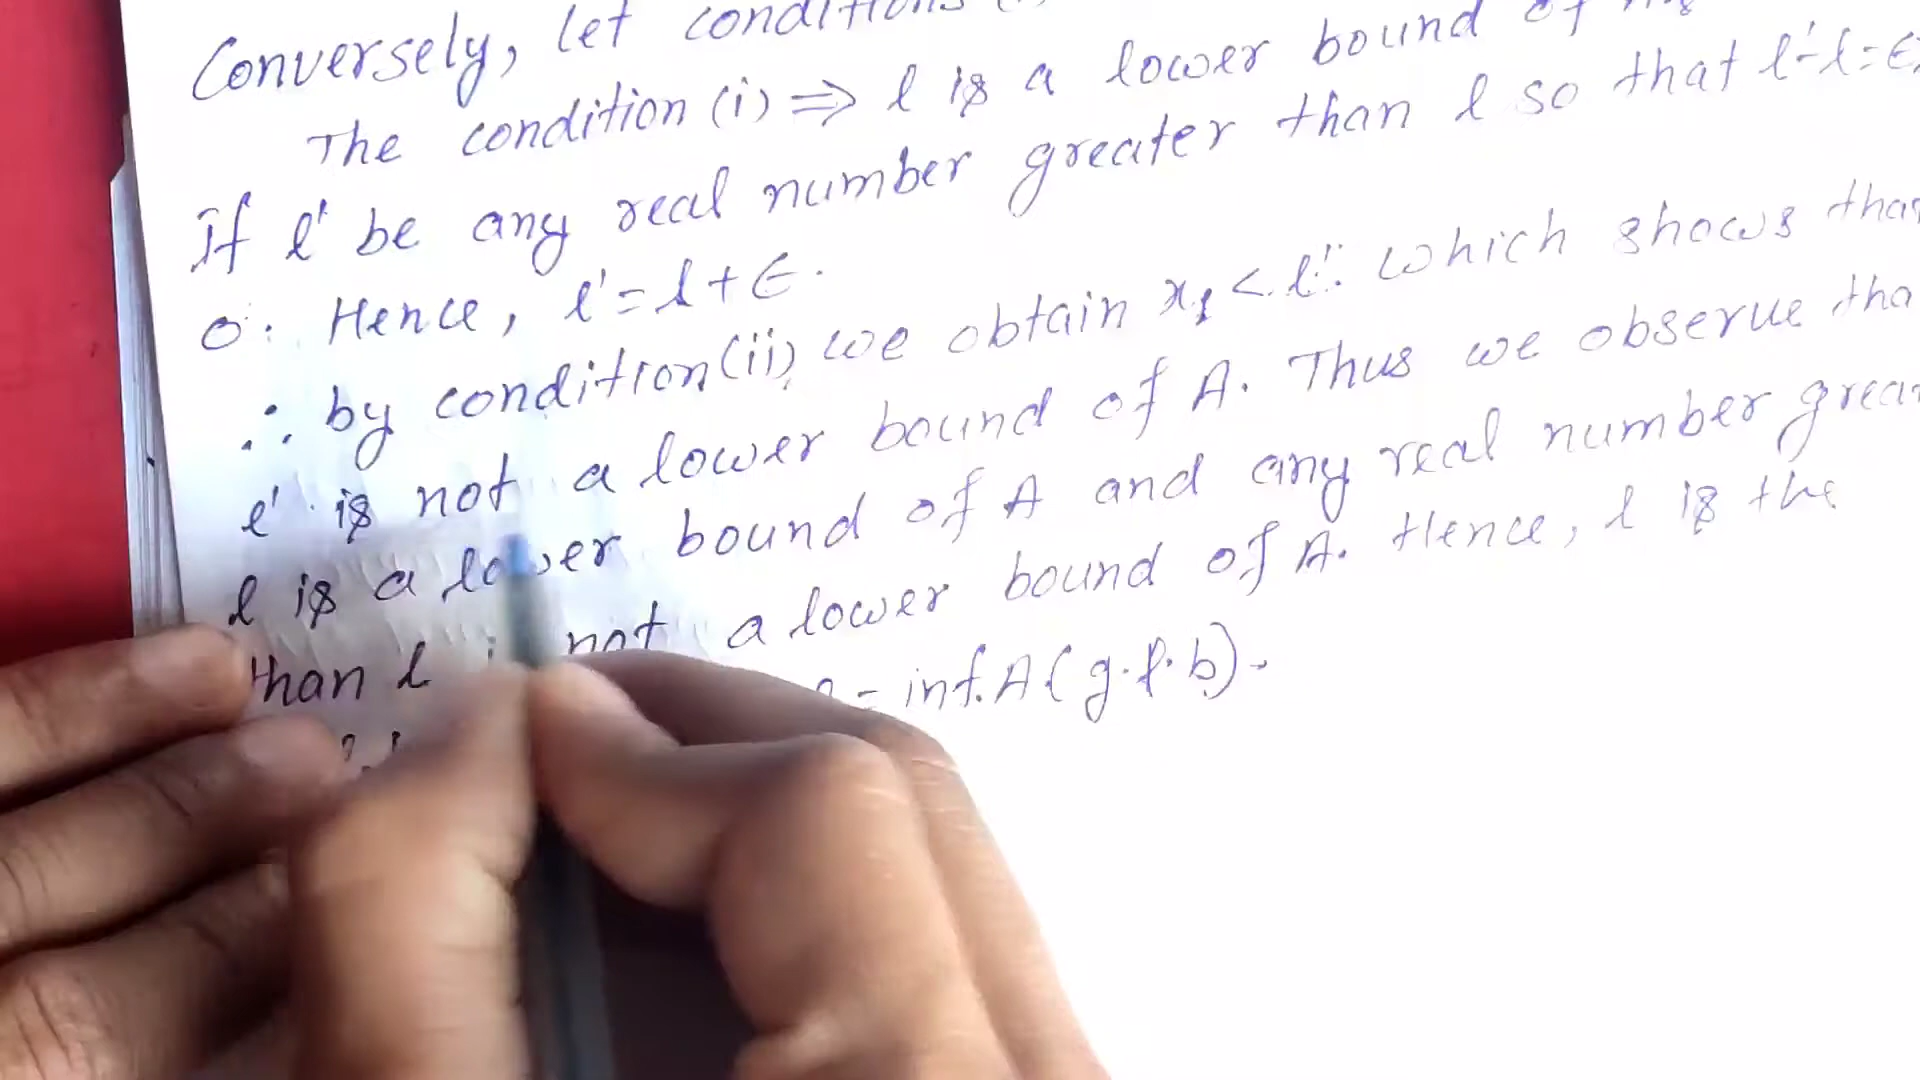 Conversely, let conditions
The condition (i) ⇒ l is a lower bound of
If l' be any real number greater than l so that l'-l=ϵ>
0. Hence, l'=l+ϵ.
∴ by condition(ii) we obtain x₁<l'. which shows that
l' is not a lower bound of A. Thus we observe tha
l is a lower bound of A and any real number grea
than l not a lower bound of A. Hence, l is the
= inf.A(g.l.b).